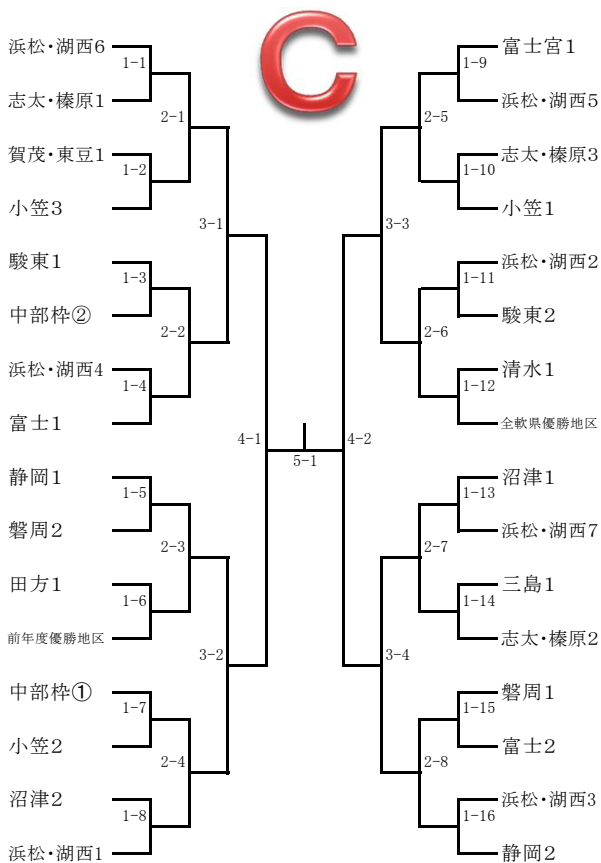 C
浜松・湖西6
1-1
志太・榛原1
2-1
賀茂・東豆1
1-2
小笠3
3-1
駿東1
1-3
中部枠②
2-2
浜松・湖西4
1-4
富士1
4-1
静岡1
1-5
磐周2
2-3
田方1
1-6
前年度優勝地区
3-2
中部枠①
1-7
小笠2
2-4
沼津2
1-8
浜松・湖西1
5-1
富士宮1
1-9
浜松・湖西5
2-5
志太・榛原3
1-10
小笠1
3-3
浜松・湖西2
1-11
駿東2
2-6
清水1
1-12
全軟県優勝地区
4-2
沼津1
1-13
浜松・湖西7
2-7
三島1
1-14
志太・榛原2
3-4
磐周1
1-15
富士2
2-8
浜松・湖西3
1-16
静岡2